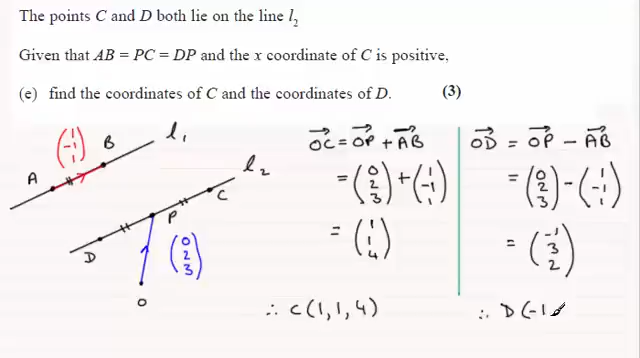 The points C and D both lie on the line l₂
Given that AB = PC = DP and the x coordinate of C is positive,
(e) find the coordinates of C and the coordinates of D. (3)
(1 -1 1)
A
B
l₁
l₂
P
C
D
(0 2 3)
O
OC = OP + AB
= (0 2 3) + (1 -1 1)
= (1 1 4)
∴ C (1, 1, 4)
OD = OP − AB
= (0 2 3) − (1 -1 1)
= (-1 3 2)
∴ D (-1,